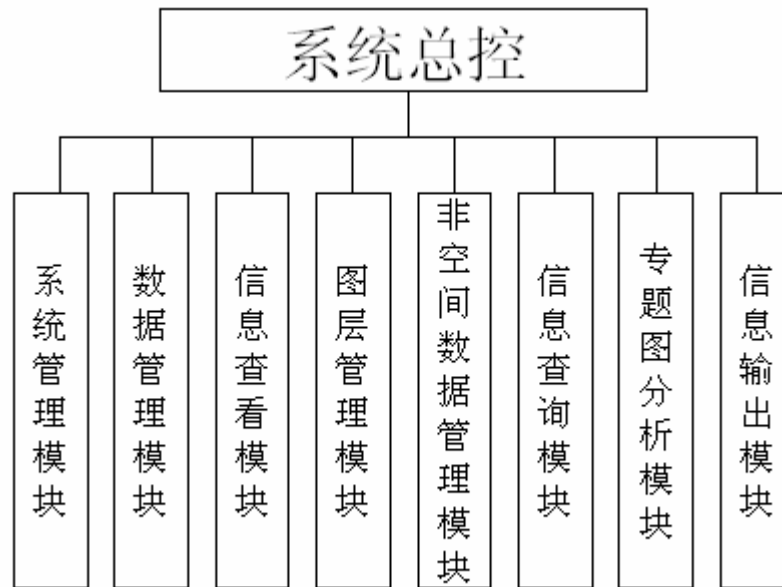 系统总控
系统管理模块
数据管理模块
信息查看模块
图层管理模块
非空间数据管理模块
信息查询模块
专题图分析模块
信息输出模块